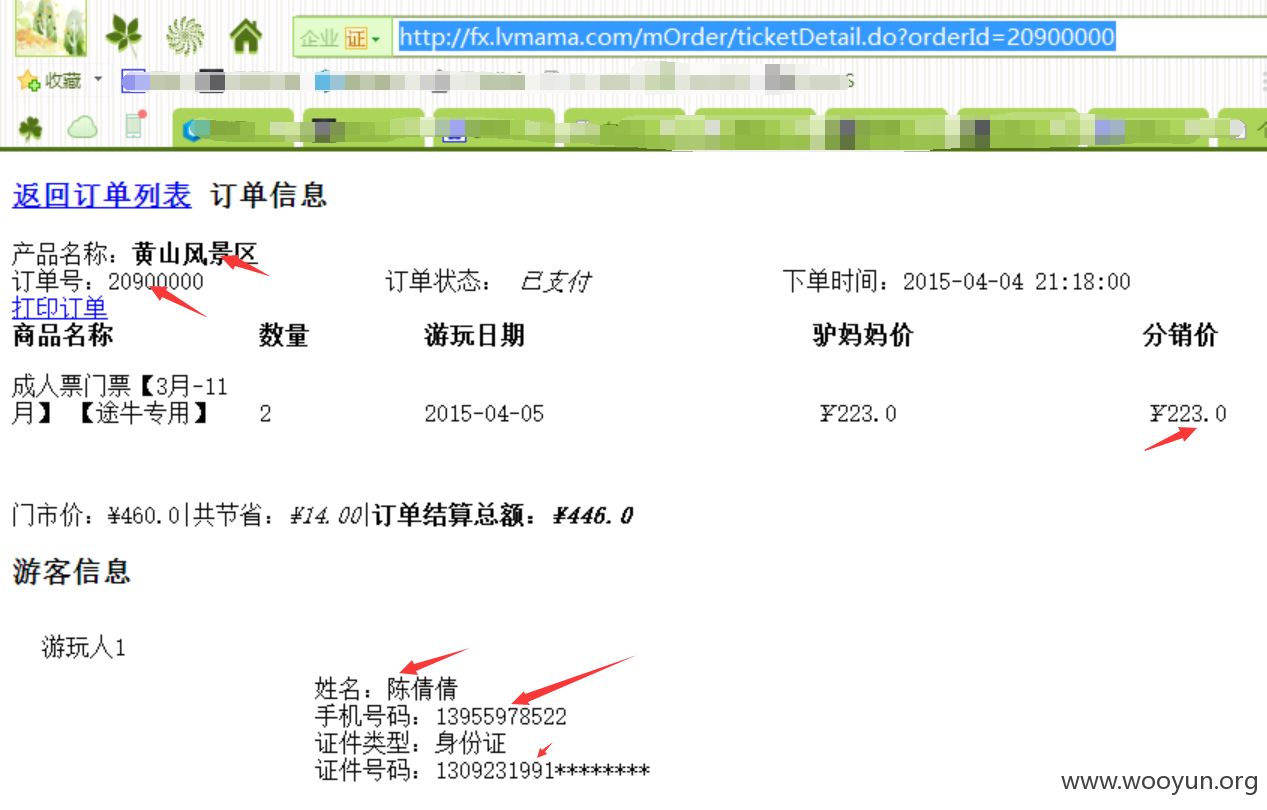 企业 证
http://fx.lvmama.com/mOrder/ticketDetail.do?orderId=20900000
收藏
返回订单列表 订单信息
产品名称：黄山风景区
订单号：20900000 订单状态： 已支付 下单时间：2015-04-04 21:18:00
打印订单
商品名称 数量 游玩日期 驴妈妈价 分销价
成人票门票【3月-11
月】 【途牛专用】 2 2015-04-05 ¥223.0 ¥223.0
门市价：¥460.0|共节省：¥14.00|订单结算总额：¥446.0
游客信息
游玩人1
姓名：陈倩倩
手机号码：13955978522
证件类型：身份证
证件号码：1309231991********
www.wooyun.org